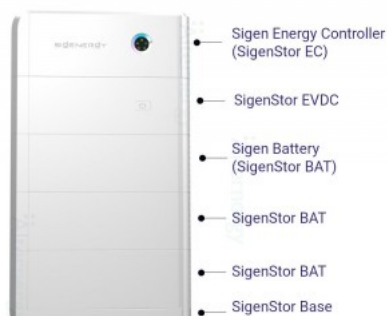 SIGENERGY
Sigen Energy Controller
(SigenStor EC)
SigenStor EVDC
Sigen Battery
(SigenStor BAT)
SigenStor BAT
SigenStor BAT
SigenStor Base